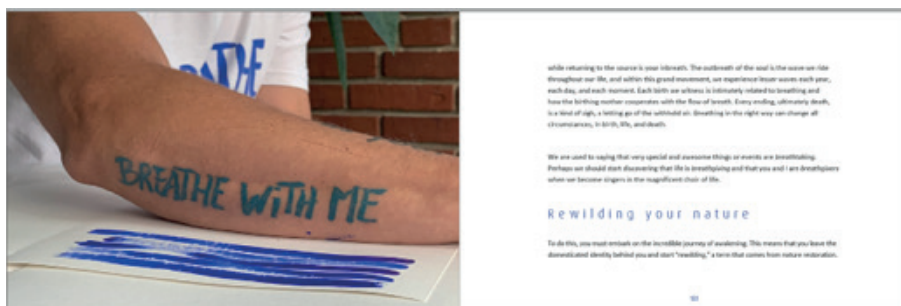 BREATHE WITH ME
while returning to the source is your inbreath. The outbreath of the soul is the wave we ride
throughout our life, and within this grand movement, we experience lesser waves each year,
each day, and each moment. Each birth we witness is intimately related to breathing and
how the birthing mother cooperates with the flow of breath. Every ending, ultimately death,
is a kind of sigh, a letting go of the withheld air. Breathing in the right way can change all
circumstances, in birth, life, and death.
We are used to saying that very special and awesome things or events are breathtaking.
Perhaps we should start discovering that life is breathgiving and that you and I are breathgivers
when we become singers in the magnificent choir of life.
Rewilding your nature
To do this, you must embark on the incredible journey of awakening. This means that you leave the
domesticated identity behind you and start "rewilding," a term that comes from nature restoration.